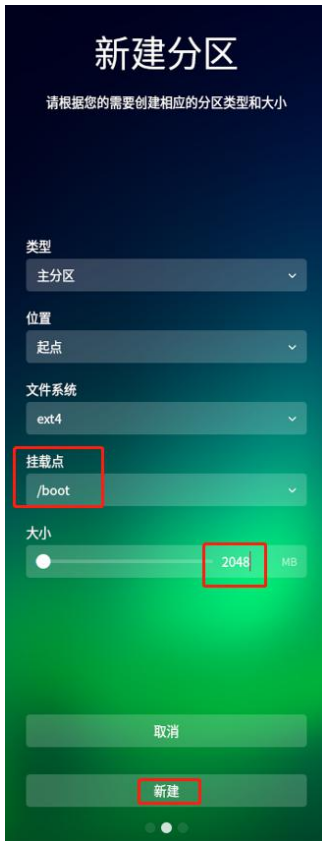 新建分区
请根据您的需要创建相应的分区类型和大小
类型
主分区
位置
起点
文件系统
ext4
挂载点
/boot
大小
2048 MB
取消
新建